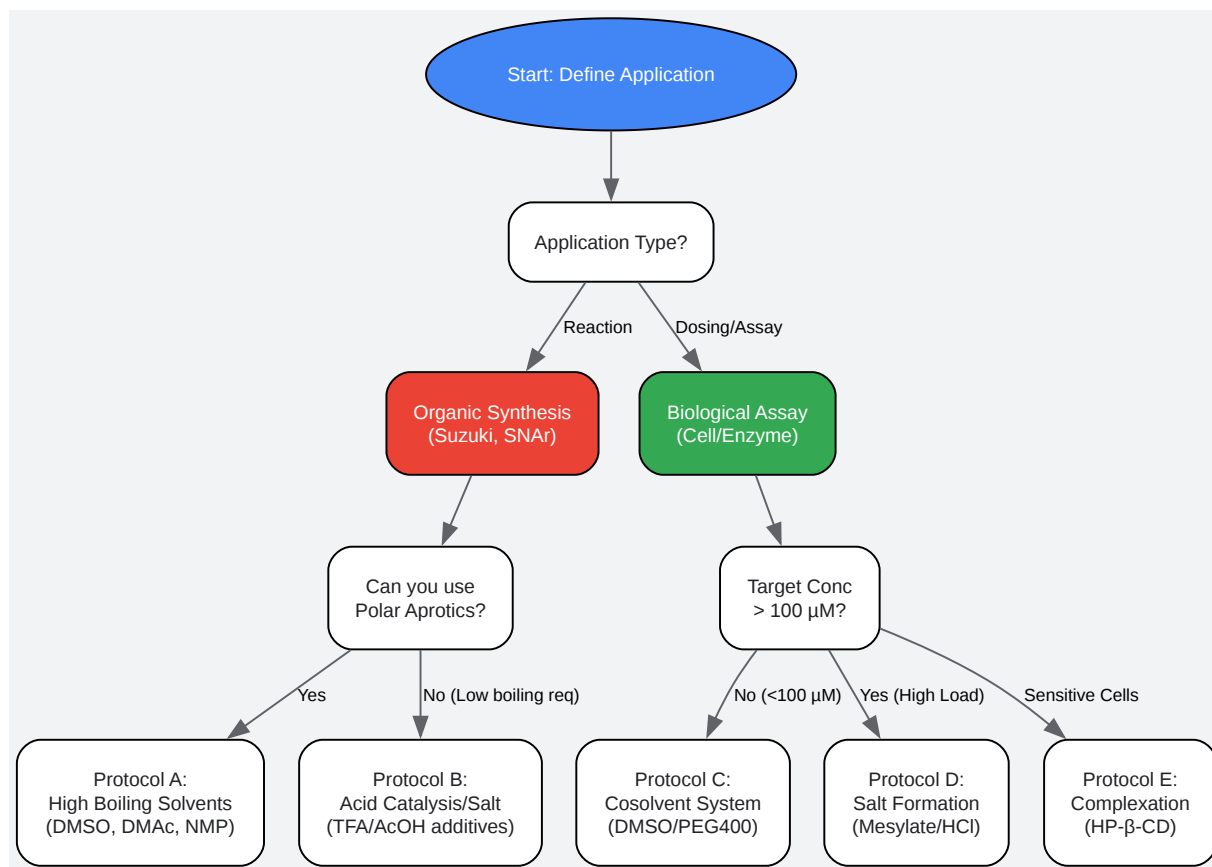 Start: Define Application
Application Type?
Reaction
Dosing/Assay
Organic Synthesis
(Suzuki, SNAr)
Biological Assay
(Cell/Enzyme)
Can you use
Polar Aprotics?
Target Conc
> 100 µM?
Yes
No (Low boiling req)
No (<100 µM)
Yes (High Load)
Sensitive Cells
Protocol A:
High Boiling Solvents
(DMSO, DMAc, NMP)
Protocol B:
Acid Catalysis/Salt
(TFA/AcOH additives)
Protocol C:
Cosolvent System
(DMSO/PEG400)
Protocol D:
Salt Formation
(Mesylate/HCl)
Protocol E:
Complexation
(HP-β-CD)